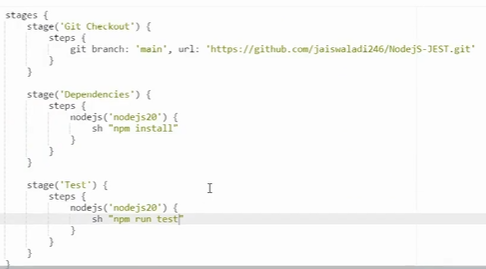 stages {
    stage('Git Checkout') {
        steps {
            git branch: 'main', url: 'https://github.com/jaiswaladi246/NodejS-JEST.git'
        }
    }

    stage('Dependencies') {
        steps {
            nodejs('nodejs20') {
                sh "npm install"
            }
        }
    }

    stage('Test') {
        steps {
            nodejs('nodejs20') {
                sh "npm run test"
            }
        }
    }
}